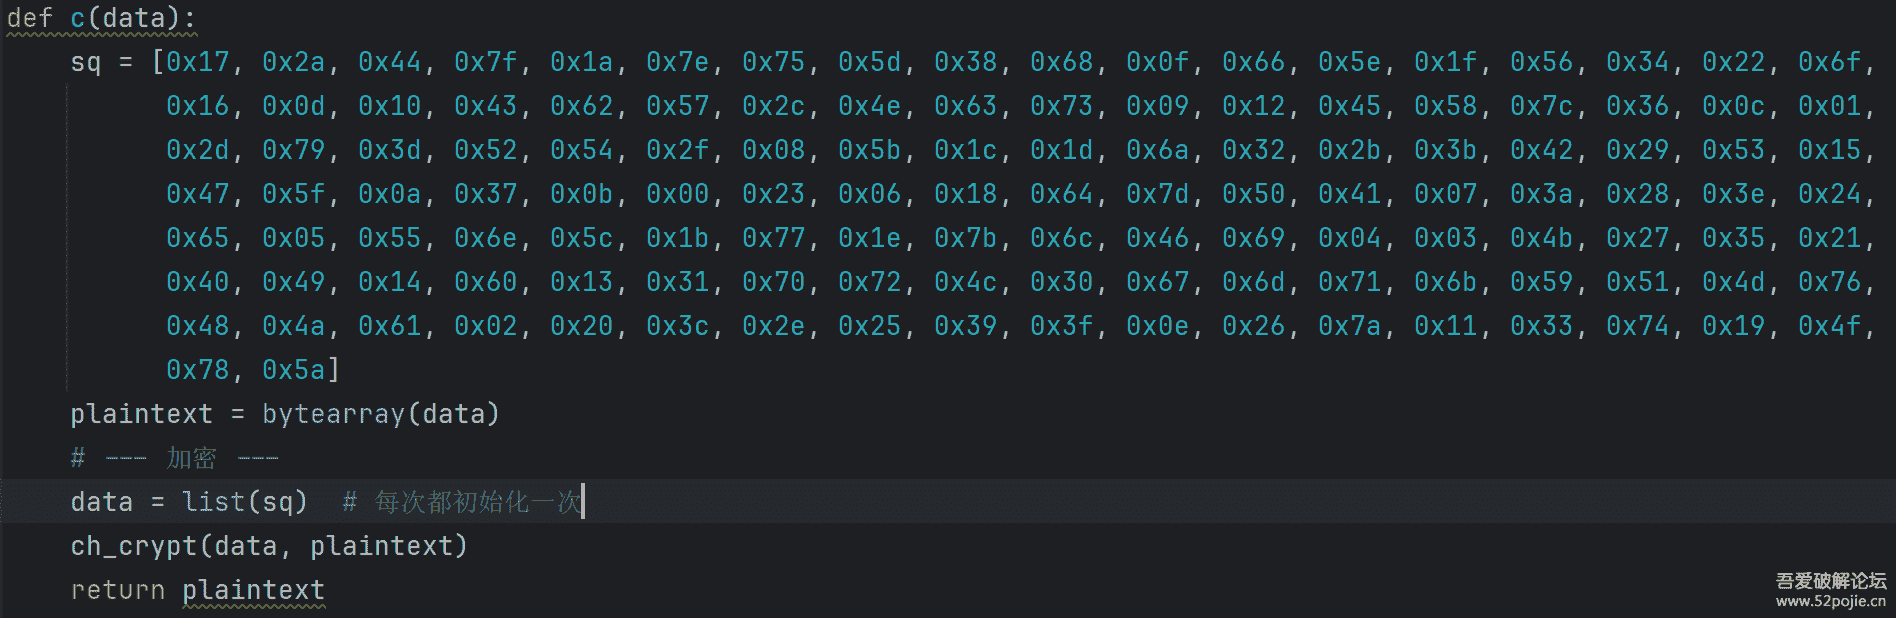 def c(data):
    sq = [0x17, 0x2a, 0x44, 0x7f, 0x1a, 0x7e, 0x75, 0x5d, 0x38, 0x68, 0x0f, 0x66, 0x5e, 0x1f, 0x56, 0x34, 0x22, 0x6f,
          0x16, 0x0d, 0x10, 0x43, 0x62, 0x57, 0x2c, 0x4e, 0x63, 0x73, 0x09, 0x12, 0x45, 0x58, 0x7c, 0x36, 0x0c, 0x01,
          0x2d, 0x79, 0x3d, 0x52, 0x54, 0x2f, 0x08, 0x5b, 0x1c, 0x1d, 0x6a, 0x32, 0x2b, 0x3b, 0x42, 0x29, 0x53, 0x15,
          0x47, 0x5f, 0x0a, 0x37, 0x0b, 0x00, 0x23, 0x06, 0x18, 0x64, 0x7d, 0x50, 0x41, 0x07, 0x3a, 0x28, 0x3e, 0x24,
          0x65, 0x05, 0x55, 0x6e, 0x5c, 0x1b, 0x77, 0x1e, 0x7b, 0x6c, 0x46, 0x69, 0x04, 0x03, 0x4b, 0x27, 0x35, 0x21,
          0x40, 0x49, 0x14, 0x60, 0x13, 0x31, 0x70, 0x72, 0x4c, 0x30, 0x67, 0x6d, 0x71, 0x6b, 0x59, 0x51, 0x4d, 0x76,
          0x48, 0x4a, 0x61, 0x02, 0x20, 0x3c, 0x2e, 0x25, 0x39, 0x3f, 0x0e, 0x26, 0x7a, 0x11, 0x33, 0x74, 0x19, 0x4f,
          0x78, 0x5a]
    plaintext = bytearray(data)
    # --- 加密 ---
    data = list(sq)  # 每次都初始化一次
    ch_crypt(data, plaintext)
    return plaintext
吾爱破解论坛
www.52pojie.cn